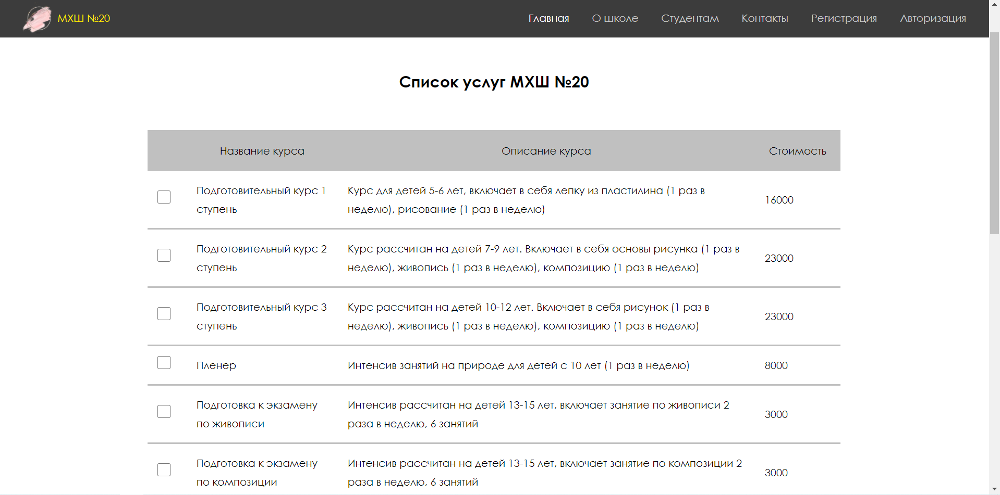 МХШ №20
Главная
О школе
Студентам
Контакты
Регистрация
Авторизация
Список услуг МХШ №20
Название курса
Описание курса
Стоимость
Подготовительный курс 1
ступень
Курс для детей 5-6 лет, включает в себя лепку из пластилина (1 раз в
неделю), рисование (1 раз в неделю)
16000
Подготовительный курс 2
ступень
Курс рассчитан на детей 7-9 лет. Включает в себя основы рисунка (1 раз в
неделю), живопись (1 раз в неделю), композицию (1 раз в неделю)
23000
Подготовительный курс 3
ступень
Курс рассчитан на детей 10-12 лет. Включает в себя рисунок (1 раз в
неделю), живопись (1 раз в неделю), композицию (1 раз в неделю)
23000
Пленер
Интенсив занятий на природе для детей с 10 лет (1 раз в неделю)
8000
Подготовка к экзамену
по живописи
Интенсив рассчитан на детей 13-15 лет, включает занятие по живописи 2
раза в неделю, 6 занятий
3000
Подготовка к экзамену
по композиции
Интенсив рассчитан на детей 13-15 лет, включает занятие по композиции 2
раза в неделю, 6 занятий
3000